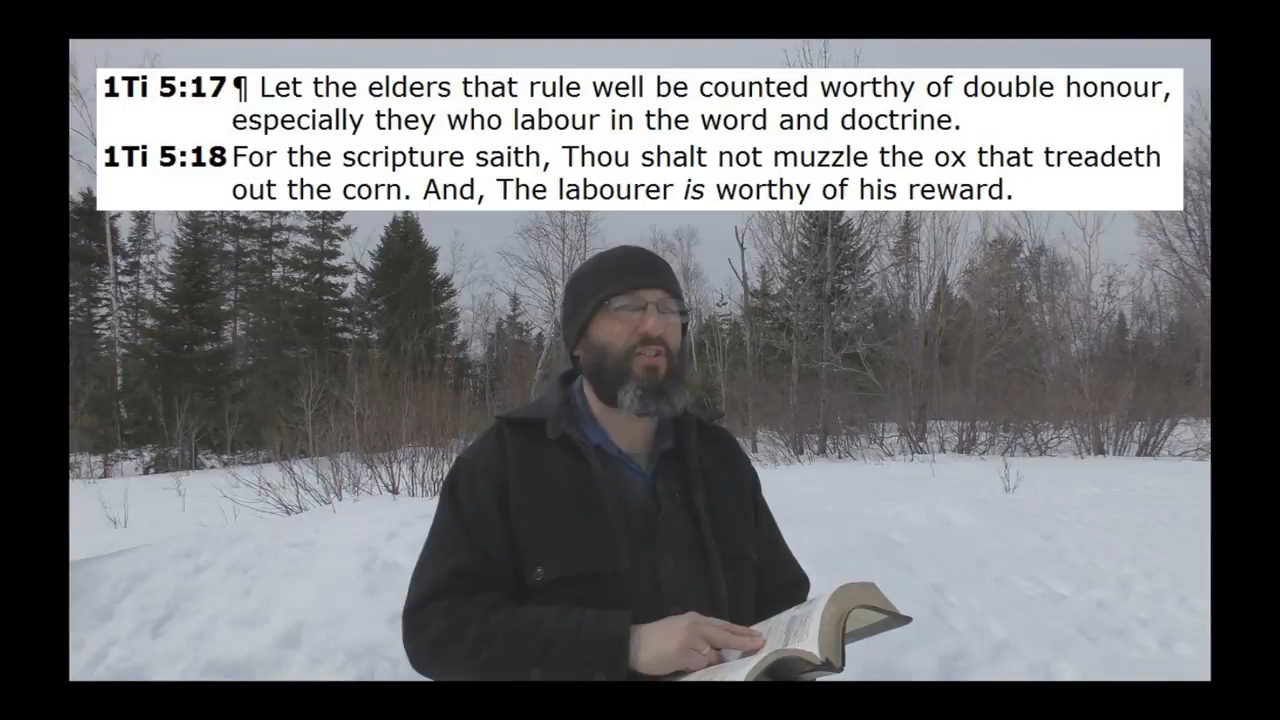 1Ti 5:17 ¶ Let the elders that rule well be counted worthy of double honour,
especially they who labour in the word and doctrine.
1Ti 5:18 For the scripture saith, Thou shalt not muzzle the ox that treadeth
out the corn. And, The labourer is worthy of his reward.